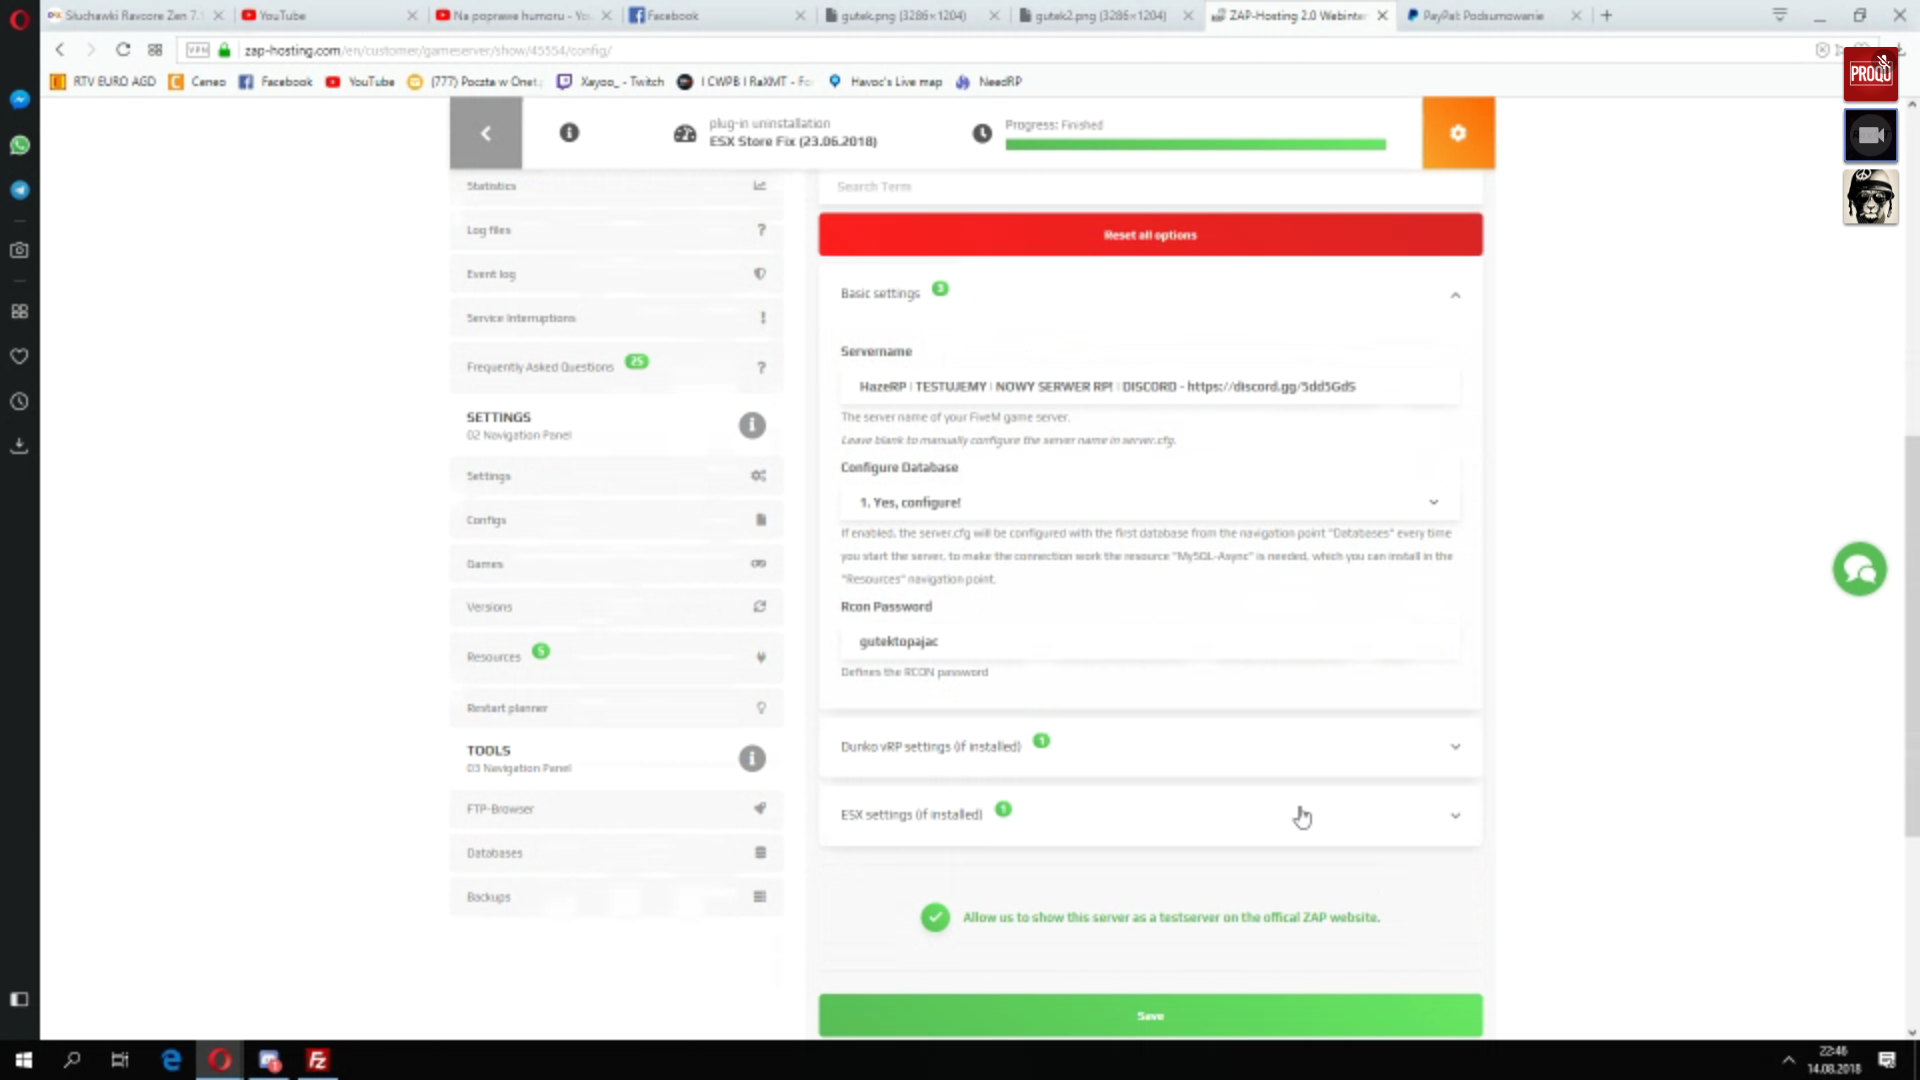 Słuchawki Ravcore Zen 7.1
YouTube
Na poprawe humoru - You
Facebook
gutek.png (3286×1204)
gutek2.png (3286×1204)
ZAP-Hosting 2.0 Webinter
PayPal: Podsumowanie
VPN
zap-hosting.com/en/customer/gameserver/show/45554/config/
RTV EURO AGD
Ceneo
Facebook
YouTube
(777) Poczta w Onet.
Xayoo_ - Twitch
I CWPB I RaXMT - Fo
Havoc's Live map
NeedRP
PROQU
plug-in uninstallation
ESX Store Fix (23.06.2018)
Progress: Finished
Statistics
Log files
Event log
Service Interruptions
Frequently Asked Questions 25
SETTINGS
02 Navigation Panel
Settings
Configs
Games
Versions
Resources 5
Restart planner
TOOLS
03 Navigation Panel
FTP-Browser
Databases
Backups
Search Term
Reset all options
Basic settings 3
Servername
HazeRP | TESTUJEMY | NOWY SERWER RP! | DISCORD - https://discord.gg/5dd5GdS
The server name of your FiveM game server.
Leave blank to manually configure the server name in server.cfg.
Configure Database
1. Yes, configure!
If enabled, the server.cfg will be configured with the first database from the navigation point "Databases" every time
you start the server, to make the connection work the resource "MySQL-Async" is needed, which you can install in the
"Resources" navigation point.
Rcon Password
gutektopajac
Defines the RCON password
Dunko vRP settings (if installed) 1
ESX settings (if installed) 1
Allow us to show this server as a testserver on the offical ZAP website.
Save
22:46
14.08.2018